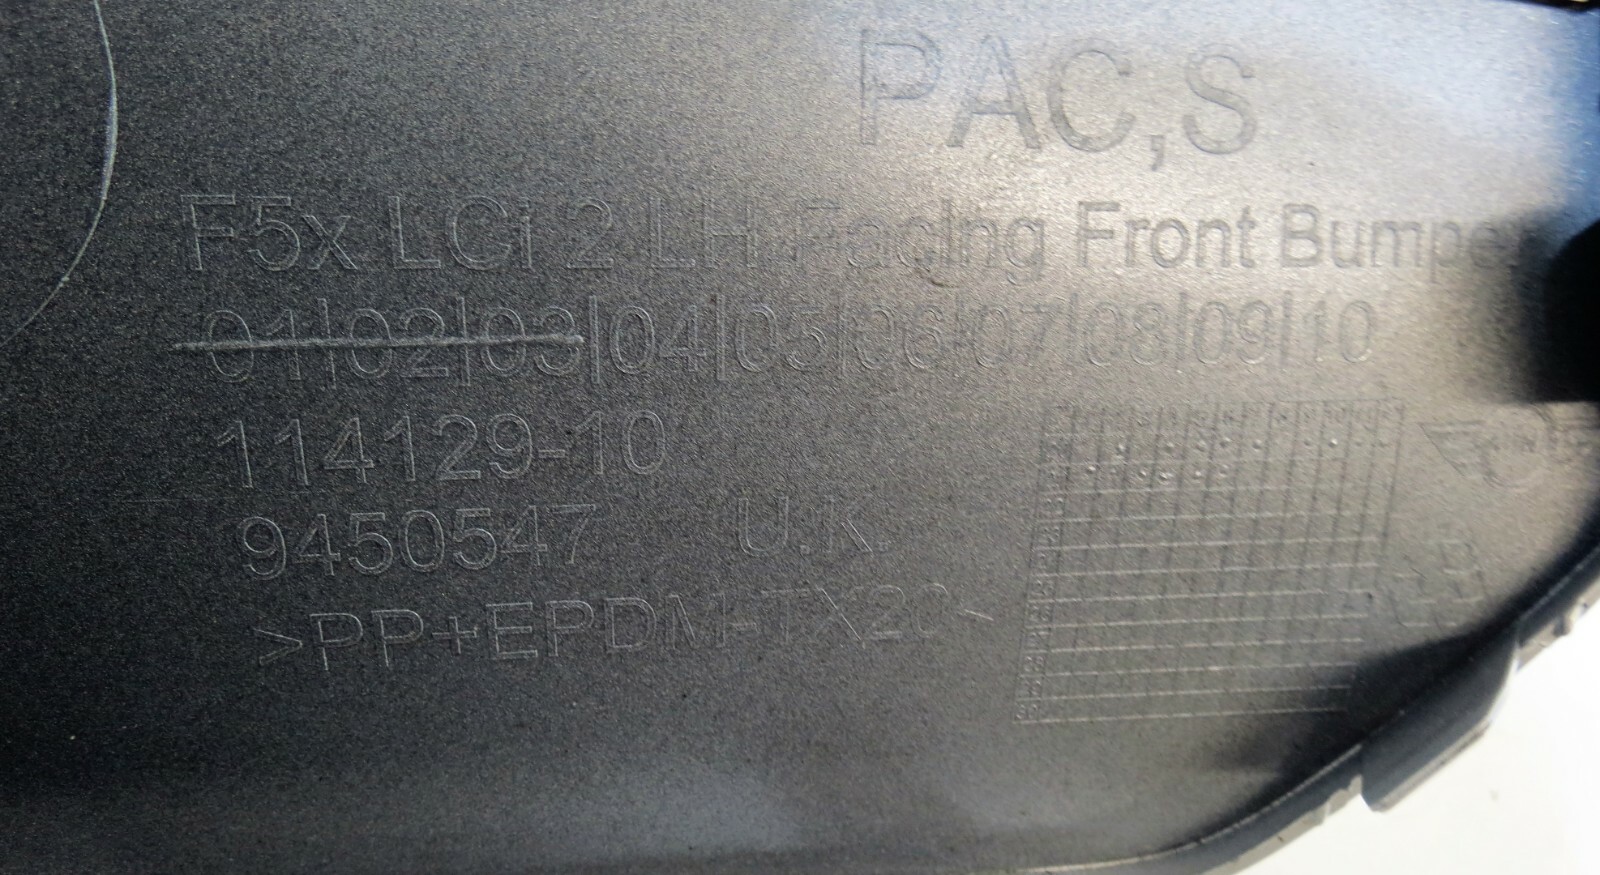 PAC,S
F5x LCi 2 LH Facing Front Bumper
01|02|03|04|05|06|07|08|09|10
114129-10
9450547 U.K.
>PP+EPDM-TX20<